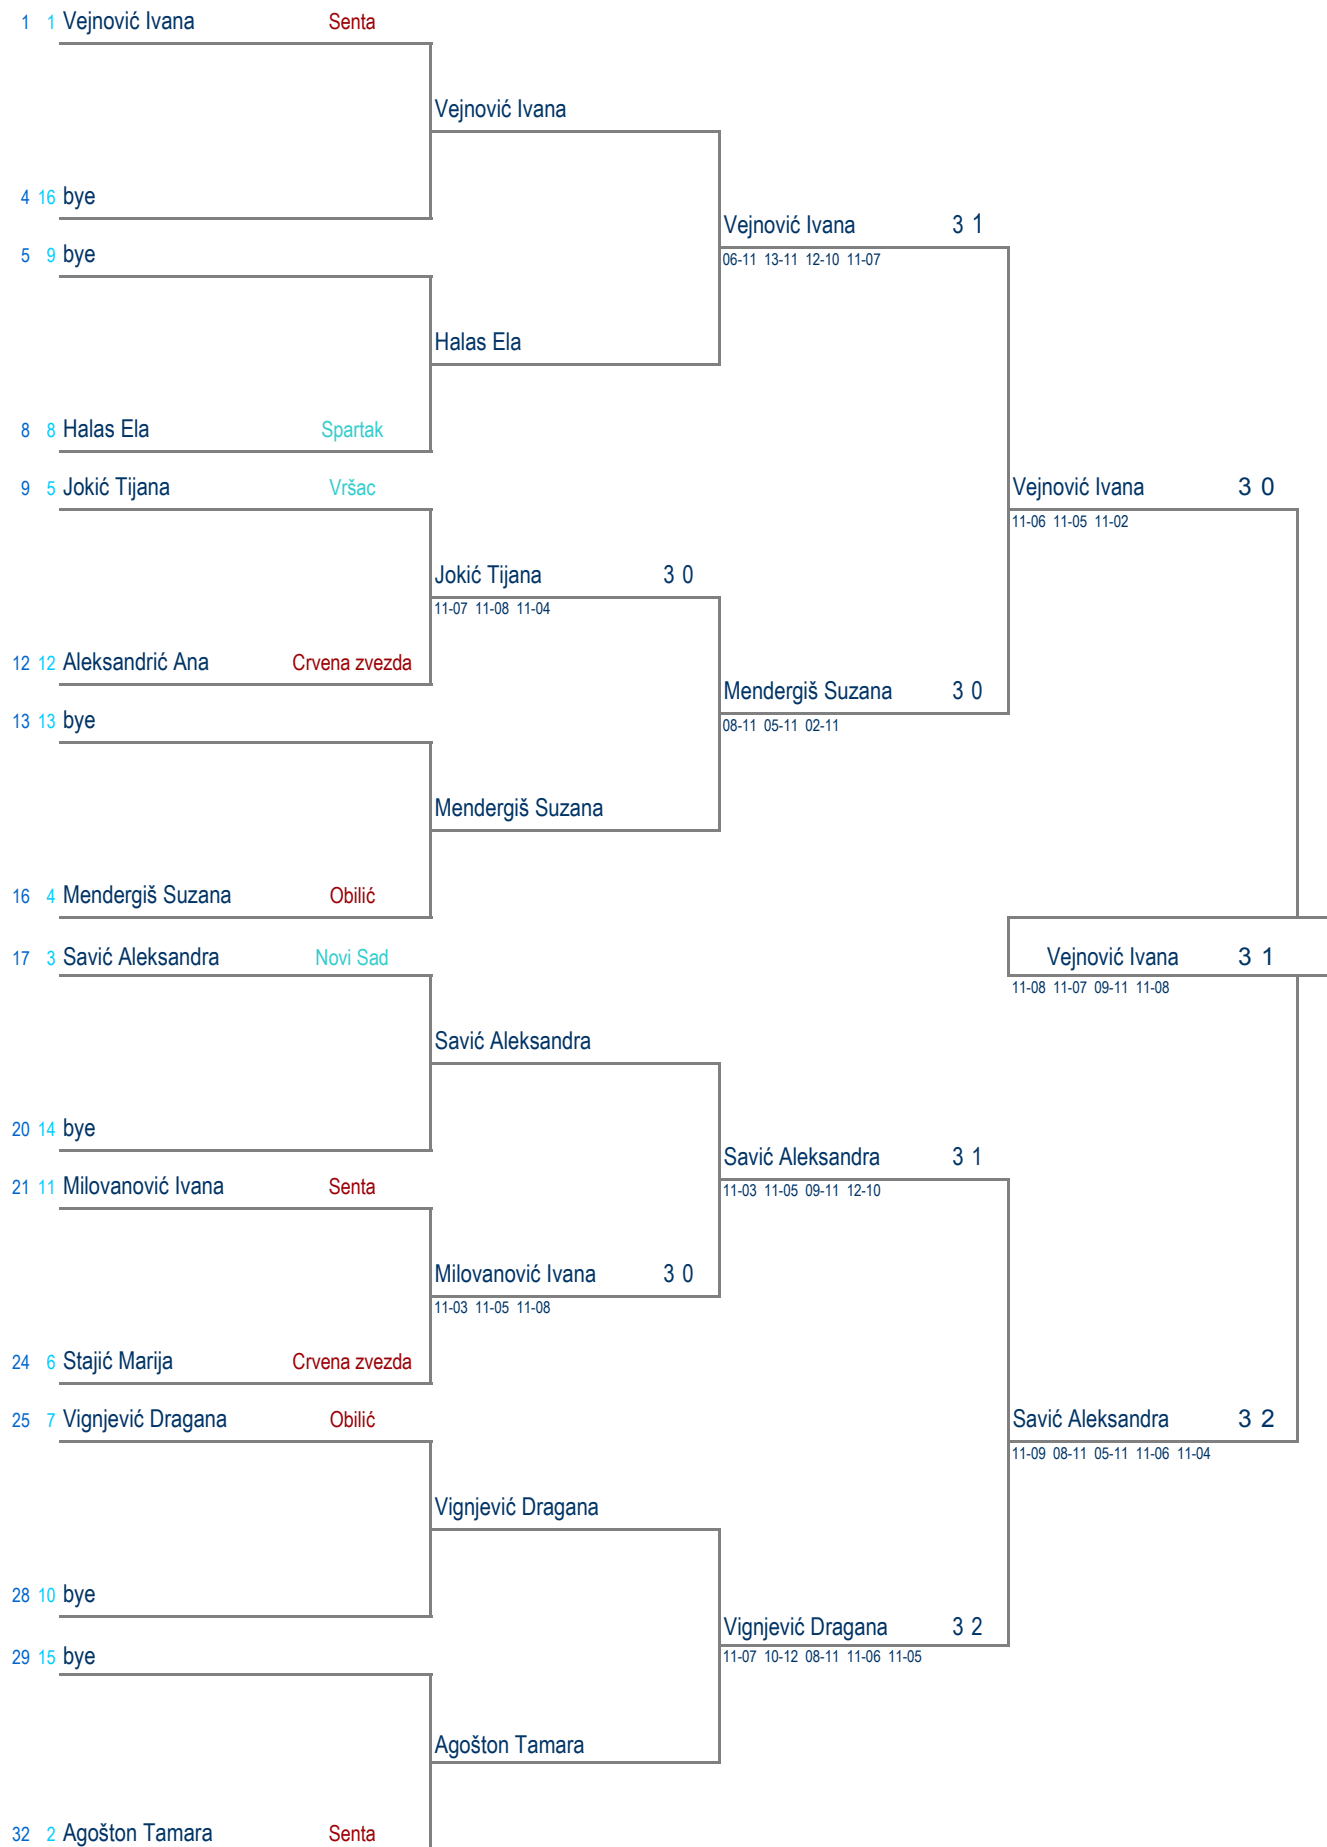 1 1 Vejnović Ivana Senta
Vejnović Ivana
4 16 bye
Vejnović Ivana 3 1
5 9 bye
06-11 13-11 12-10 11-07
Halas Ela
8 8 Halas Ela Spartak
9 5 Jokić Tijana Vršac
Vejnović Ivana 3 0
11-06 11-05 11-02
Jokić Tijana 3 0
11-07 11-08 11-04
12 12 Aleksandrić Ana Crvena zvezda
Mendergiš Suzana 3 0
13 13 bye
08-11 05-11 02-11
Mendergiš Suzana
16 4 Mendergiš Suzana Obilić
17 3 Savić Aleksandra Novi Sad
Vejnović Ivana 3 1
11-08 11-07 09-11 11-08
Savić Aleksandra
20 14 bye
Savić Aleksandra 3 1
21 11 Milovanović Ivana Senta
11-03 11-05 09-11 12-10
Milovanović Ivana 3 0
11-03 11-05 11-08
24 6 Stajić Marija Crvena zvezda
25 7 Vignjević Dragana Obilić
Savić Aleksandra 3 2
11-09 08-11 05-11 11-06 11-04
Vignjević Dragana
28 10 bye
Vignjević Dragana 3 2
29 15 bye
11-07 10-12 08-11 11-06 11-05
Agošton Tamara
32 2 Agošton Tamara Senta